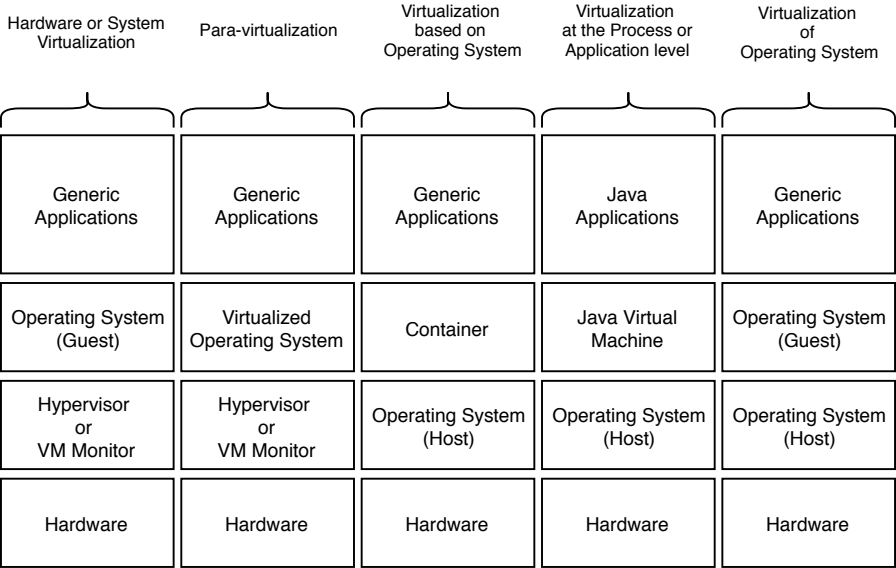 Hardware or System
Virtualization
Para-virtualization
Virtualization
based on
Operating System
Virtualization
at the Process or
Application level
Virtualization
of
Operating System
Generic
Applications
Generic
Applications
Generic
Applications
Java
Applications
Generic
Applications
Operating System
(Guest)
Virtualized
Operating System
Container
Java Virtual
Machine
Operating System
(Guest)
Hypervisor
or
VM Monitor
Hypervisor
or
VM Monitor
Operating System
(Host)
Operating System
(Host)
Operating System
(Host)
Hardware
Hardware
Hardware
Hardware
Hardware